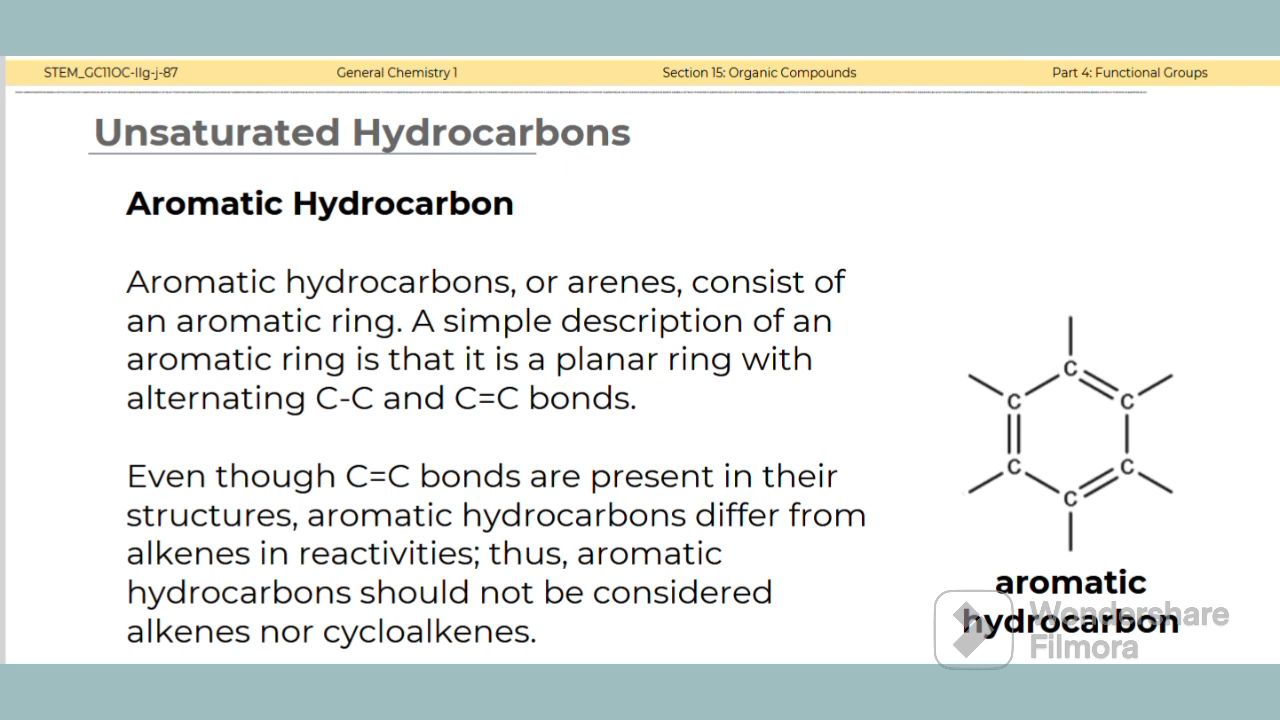 STEM_GC11OC-IIg-j-87 General Chemistry 1 Section 15: Organic Compounds Part 4: Functional Groups
Unsaturated Hydrocarbons
Aromatic Hydrocarbon
Aromatic hydrocarbons, or arenes, consist of
an aromatic ring. A simple description of an
aromatic ring is that it is a planar ring with
alternating C-C and C=C bonds.
Even though C=C bonds are present in their
structures, aromatic hydrocarbons differ from
alkenes in reactivities; thus, aromatic
hydrocarbons should not be considered
alkenes nor cycloalkenes.
C
C
C
C
C
C
aromatic
hydrocarbon
Wondershare
Filmora